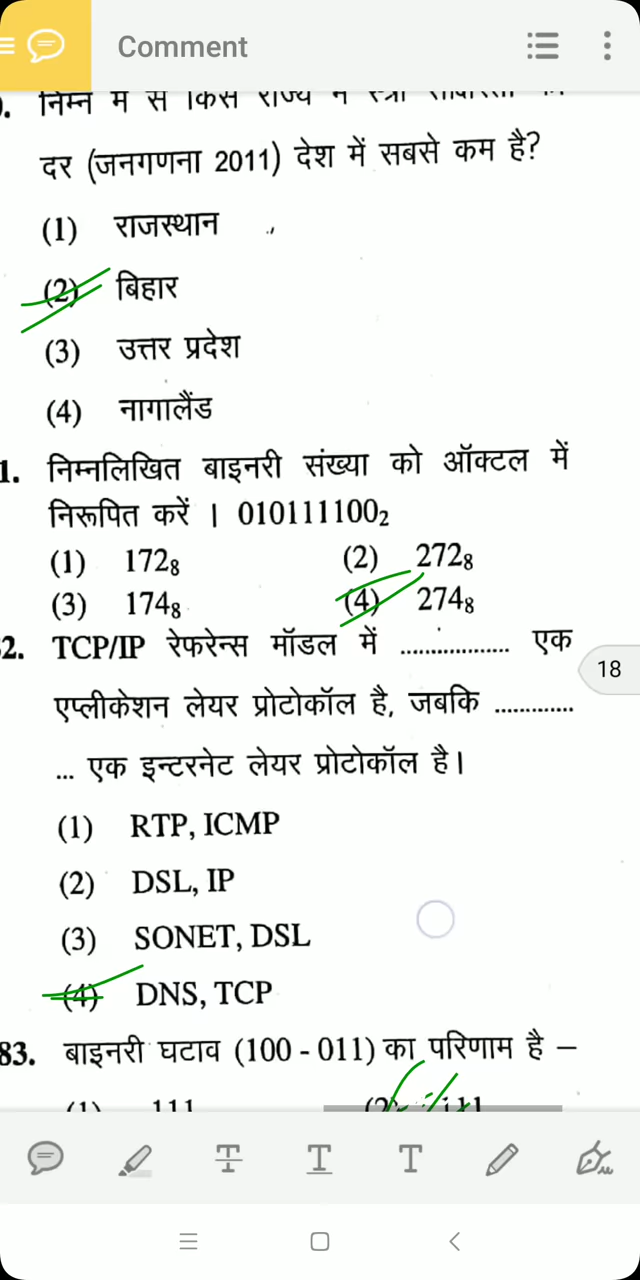 Comment
दर (जनगणना 2011) देश में सबसे कम है?
(1) राजस्थान
(2) बिहार
(3) उत्तर प्रदेश
(4) नागालैंड
1. निम्नलिखित बाइनरी संख्या को ऑक्टल में
निरूपित करें । 010111100₂
(1) 172₈ (2) 272₈
(3) 174₈ (4) 274₈
2. TCP/IP रेफरेन्स मॉडल में .................. एक
एप्लीकेशन लेयर प्रोटोकॉल है, जबकि .............
... एक इन्टरनेट लेयर प्रोटोकॉल है।
18
(1) RTP, ICMP
(2) DSL, IP
(3) SONET, DSL
(4) DNS, TCP
83. बाइनरी घटाव (100 - 011) का परिणाम है –
(1) 111